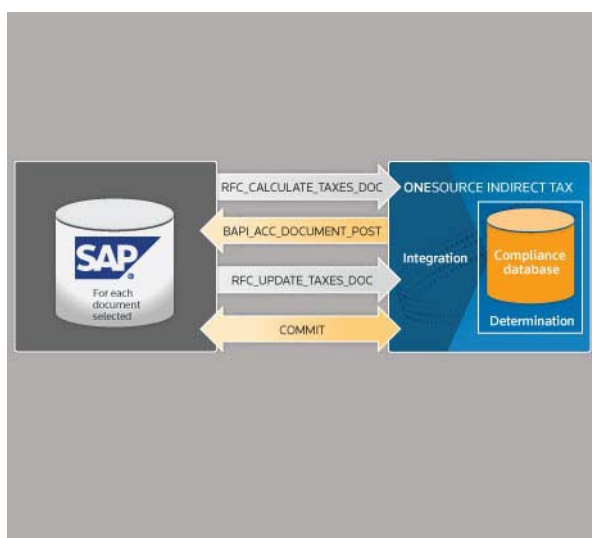 RFC_CALCULATE_TAXES_DOC
ONESOURCE INDIRECT TAX
BAPI_ACC_DOCUMENT_POST
SAP
®
For each
document
selected
Integration
Compliance
database
RFC_UPDATE_TAXES_DOC
Determination
COMMIT